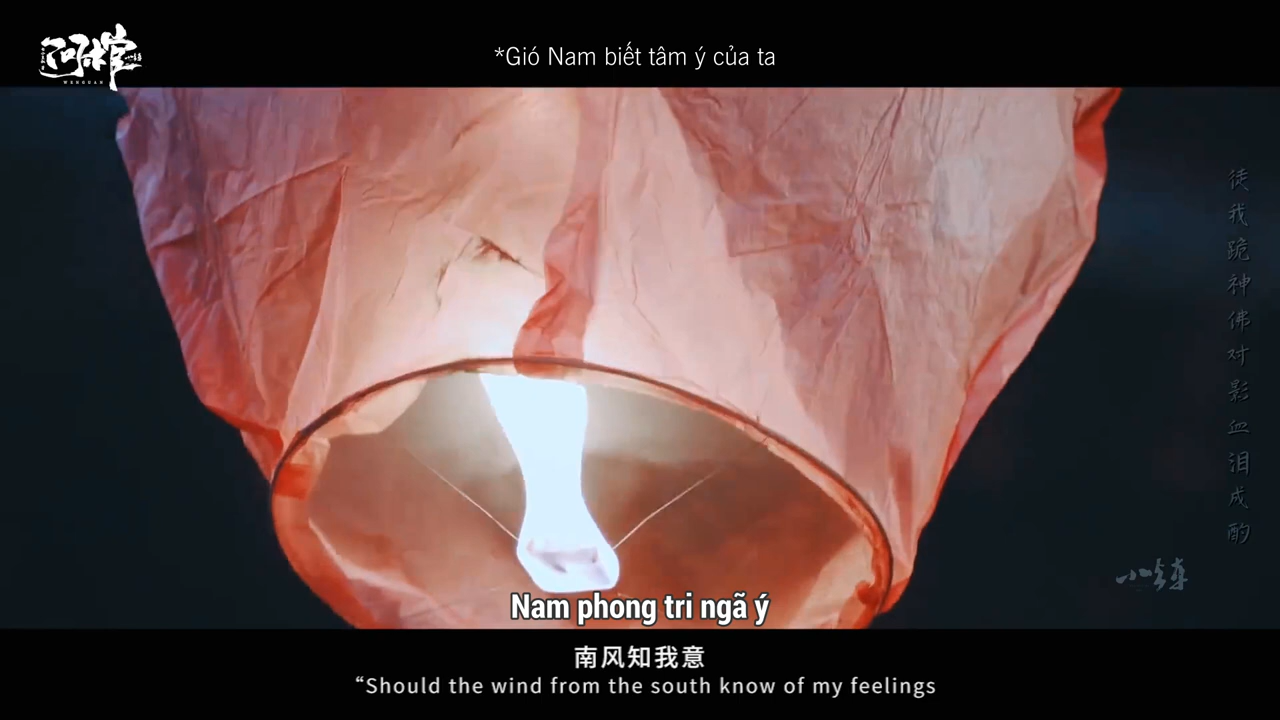 WENGUAN
*Gió Nam biết tâm ý của ta
徒我跪神佛对影血泪成酌
Nam phong tri ngã ý
南风知我意
“Should the wind from the south know of my feelings